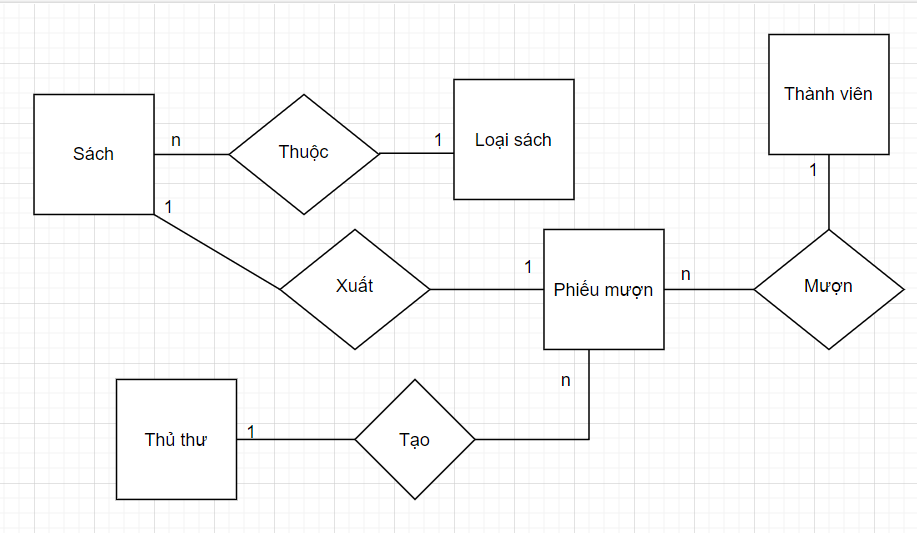 Thành viên
Sách
n
Thuộc
1
Loại sách
1
1
Xuất
1
Phiếu mượn
n
Mượn
n
Thủ thư
1
Tạo